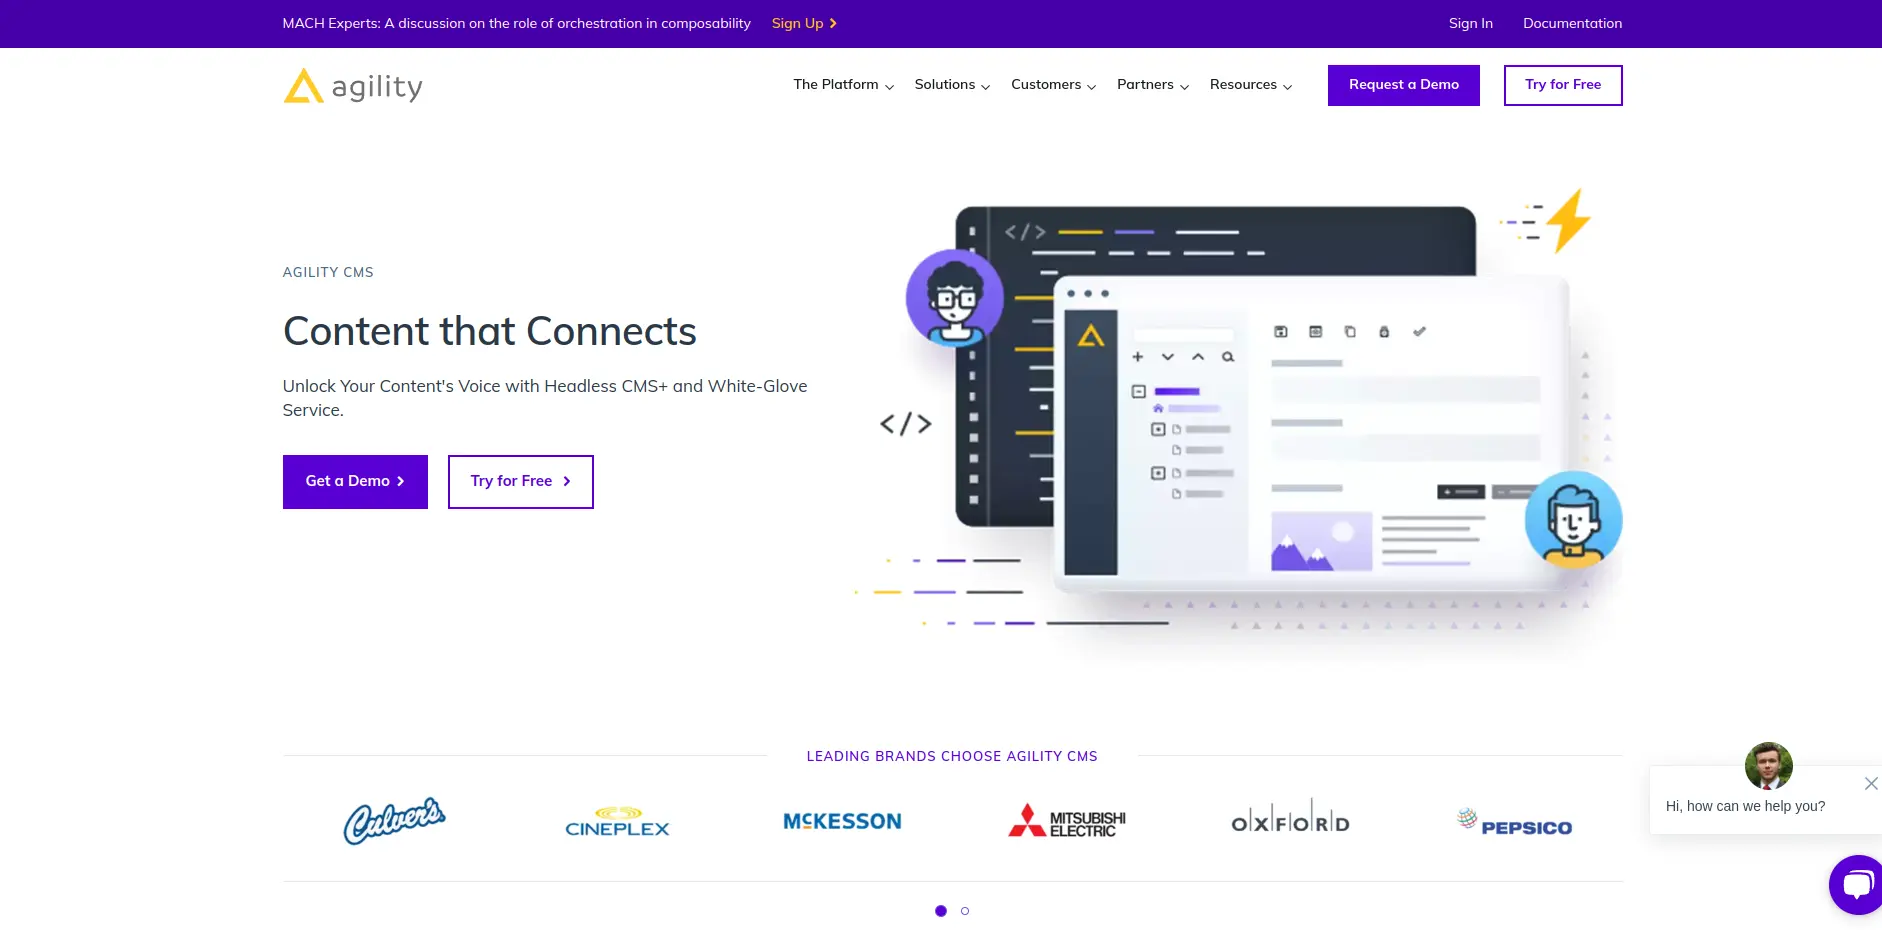 MACH Experts: A discussion on the role of orchestration in composability Sign Up
Sign In Documentation
agility
The Platform Solutions Customers Partners Resources Request a Demo Try for Free
</>
AGILITY CMS
Content that Connects
Unlock Your Content's Voice with Headless CMS+ and White-Glove
Service.
</>
Get a Demo Try for Free
LEADING BRANDS CHOOSE AGILITY CMS
Culver's
CINEPLEX
McKESSON
MITSUBISHI
ELECTRIC
OXFORD
PEPSICO
Hi, how can we help you?